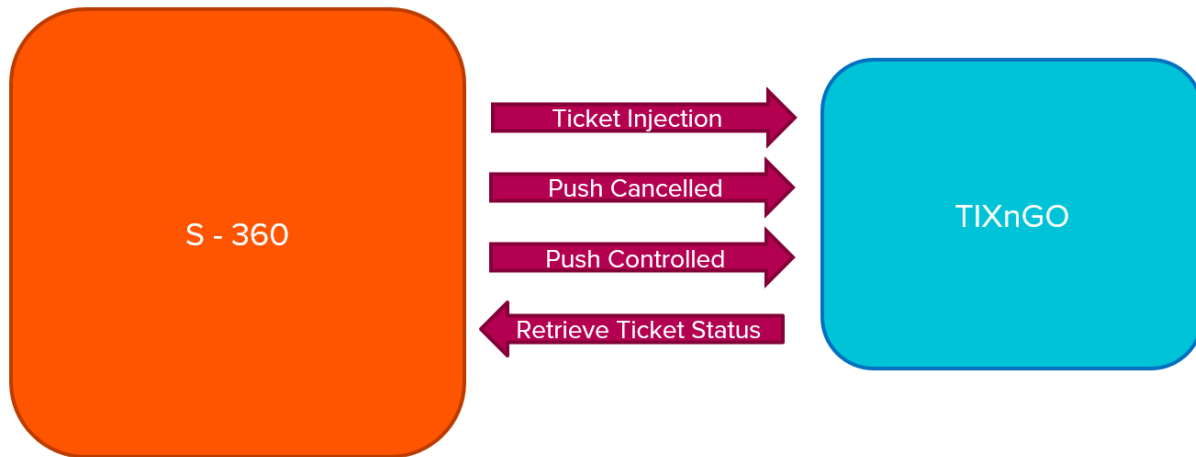 Ticket Injection
Push Cancelled
S - 360
TIXnGO
Push Controlled
Retrieve Ticket Status